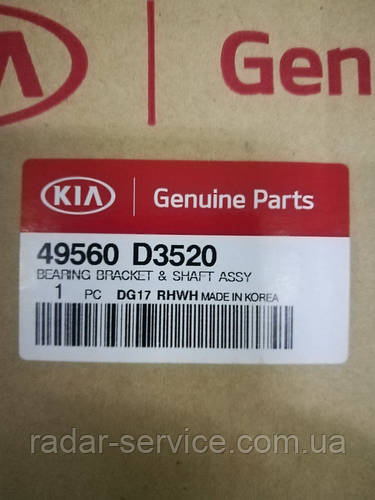 KIA
Gen
KIA Genuine Parts
49560 D3520
BEARING BRACKET & SHAFT ASSY
1 PC DG17 RHWH MADE IN KOREA
radar-service.com.ua